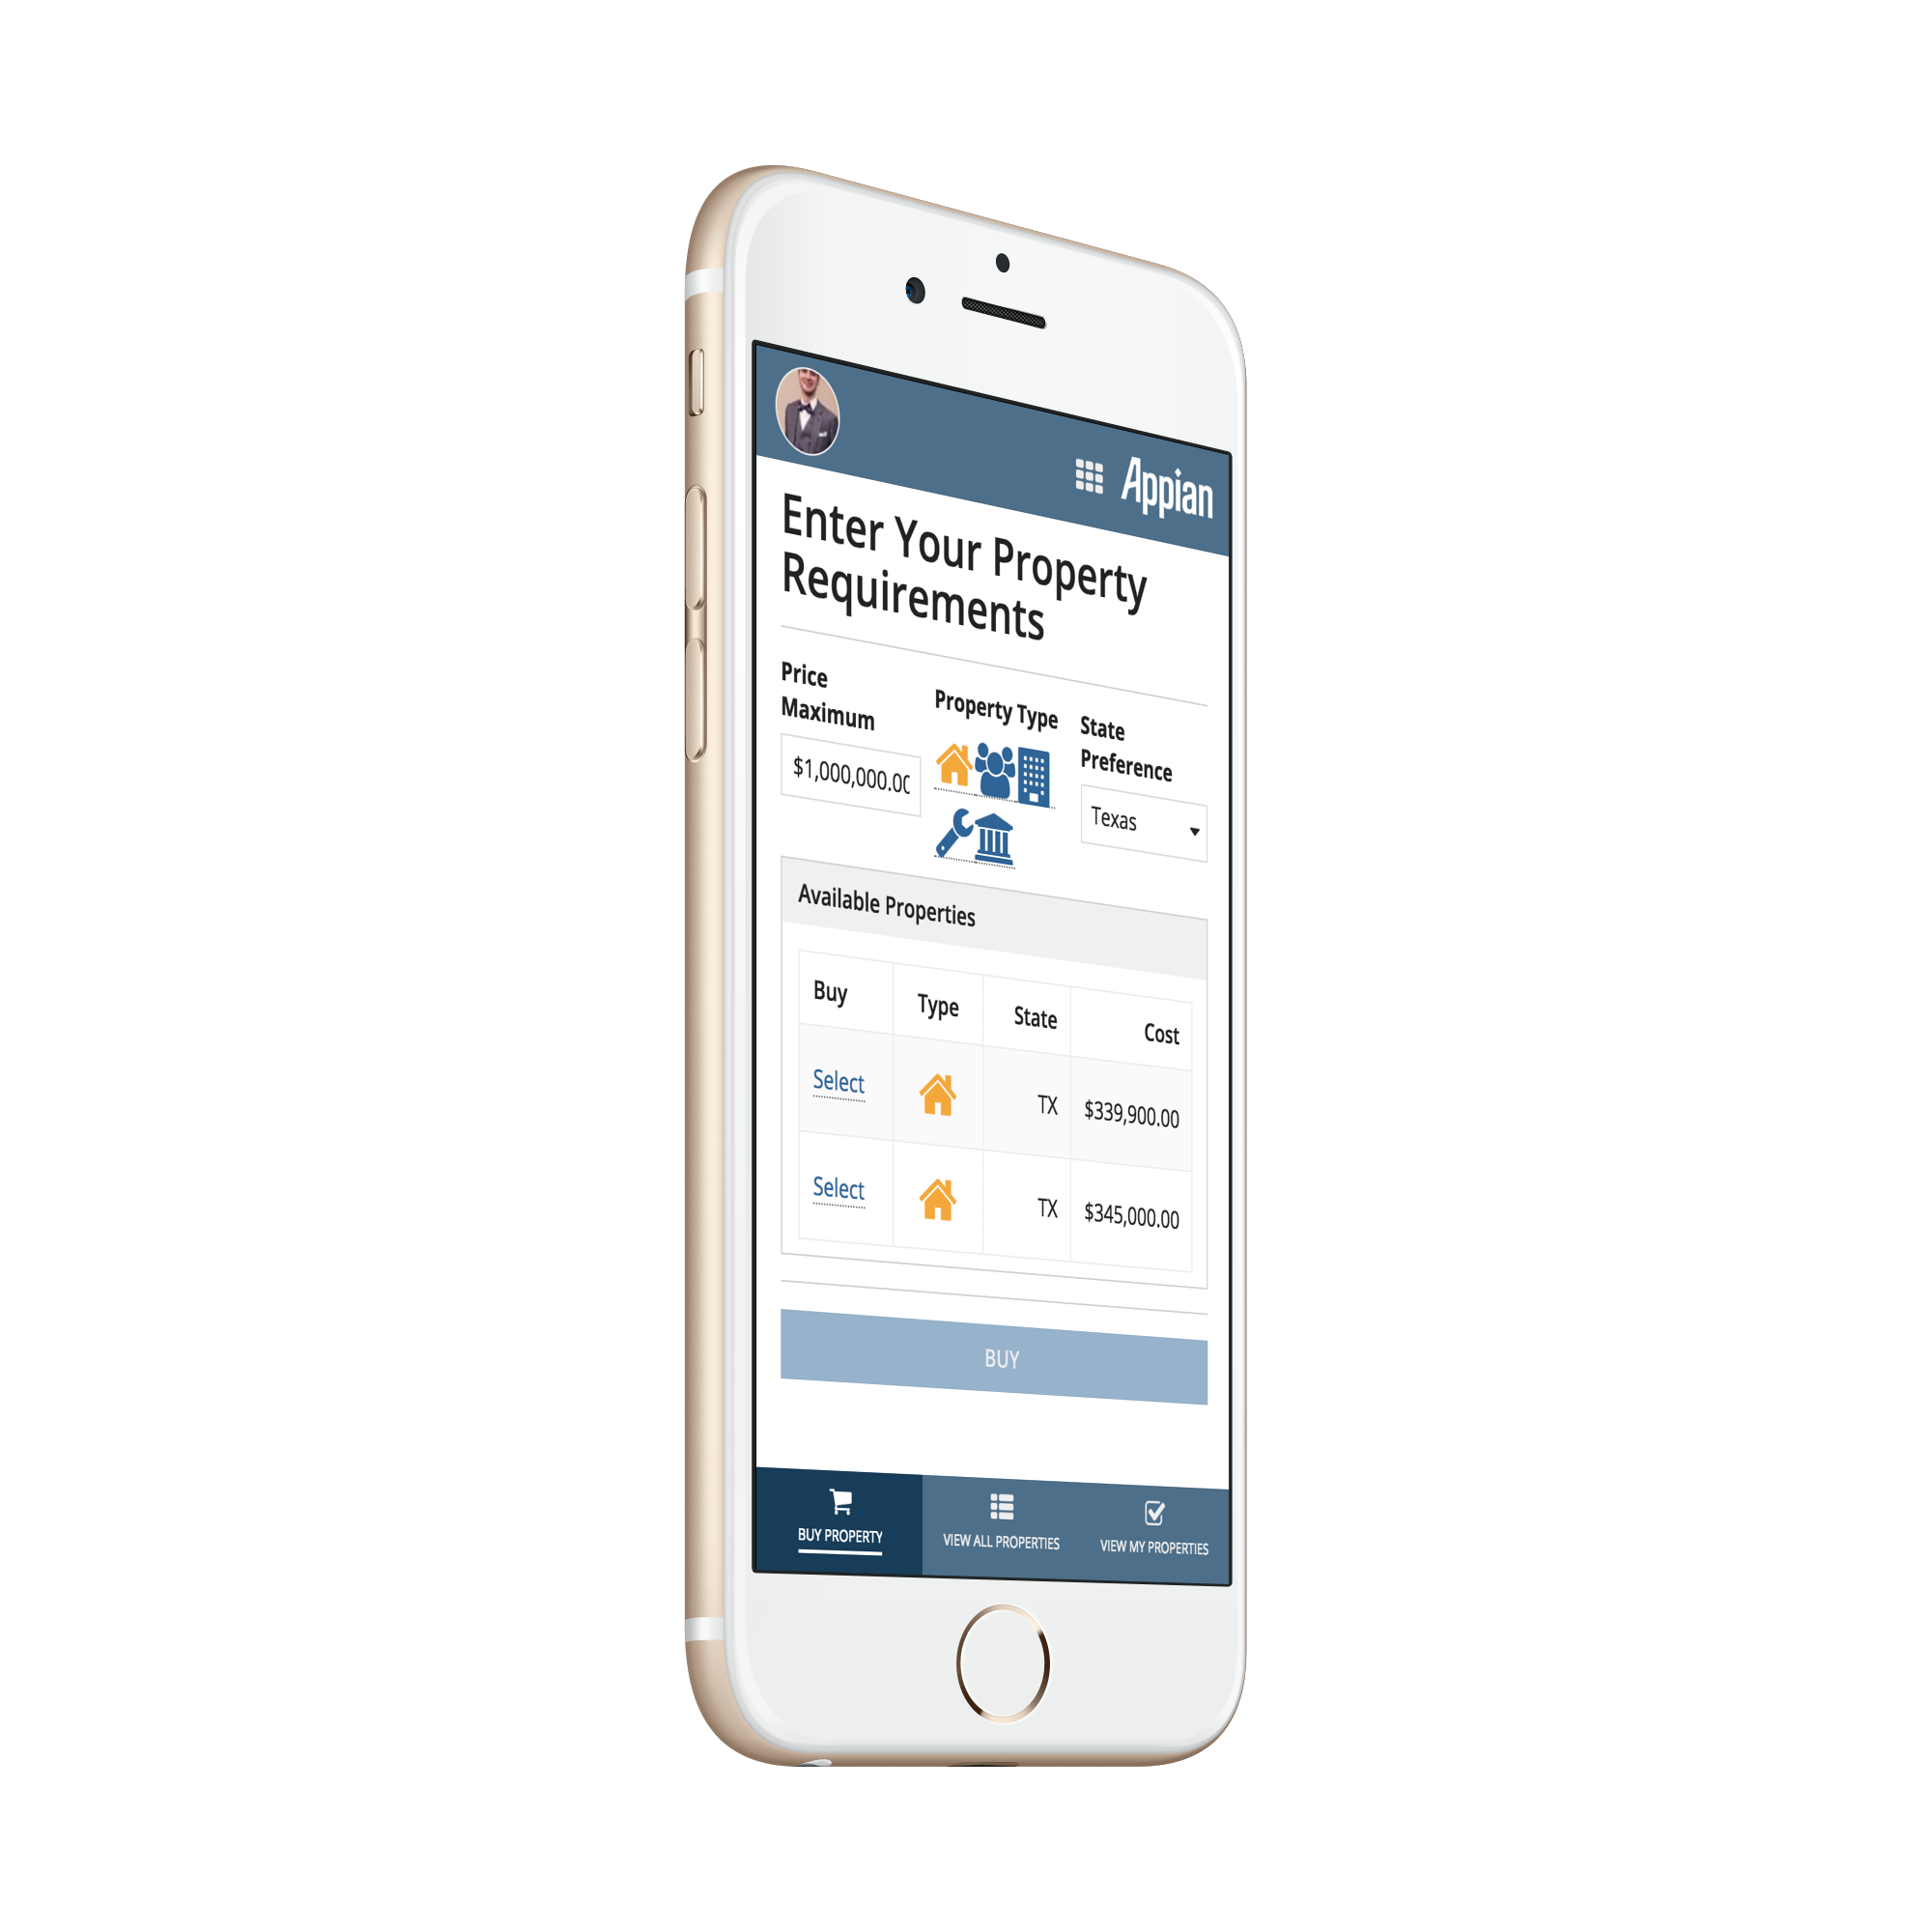 Appian
Enter Your Property
Requirements
Price
Maximum
Property Type
State
Preference
$1,000,000.0
Texas
Available Properties
Buy Type State Cost
Select TX $339,900.00
Select TX $345,000.00
BUY
BUY PROPERTY VIEW ALL PROPERTIES VIEW MY PROPERTIES